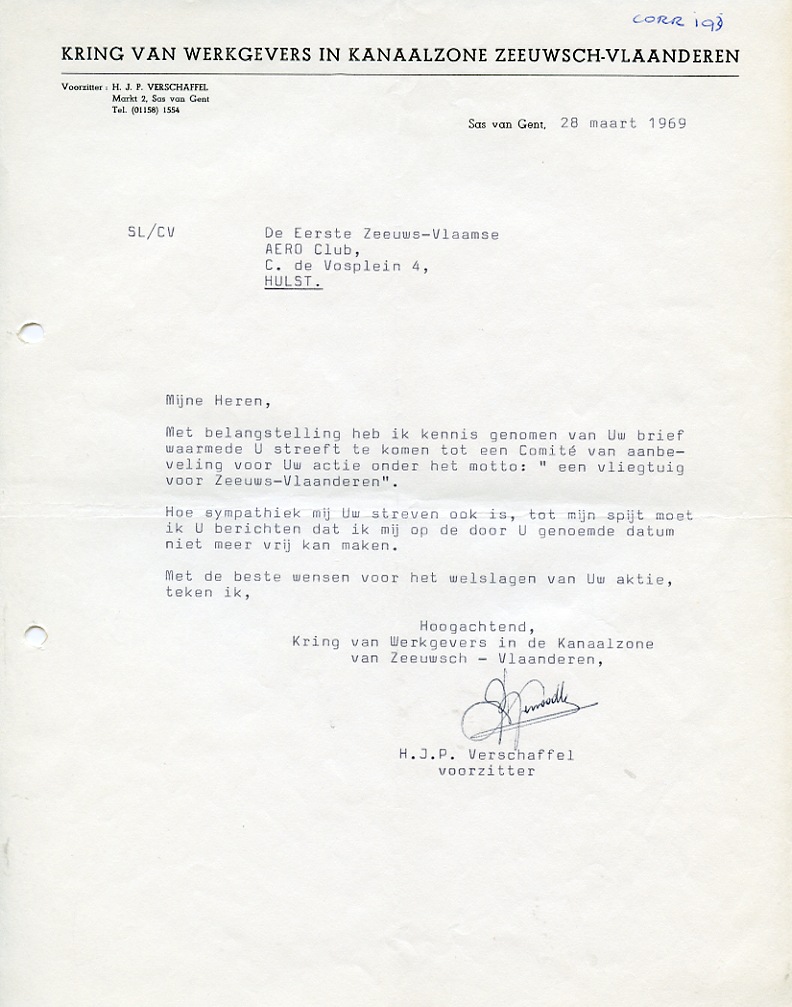 CORR 193
KRING VAN WERKGEVERS IN KANAALZONE ZEEUWSCH-VLAANDEREN
Voorzitter : H. J. P. VERSCHAFFEL
Markt 2, Sas van Gent
Tel. (01158) 1554
Sas van Gent, 28 maart 1969
SL/CV
De Eerste Zeeuws-Vlaamse
AERO Club,
C. de Vosplein 4,
HULST.
Mijne Heren,
Met belangstelling heb ik kennis genomen van Uw brief
waarmede U streeft te komen tot een Comité van aanbe-
veling voor Uw actie onder het motto: " een vliegtuig
voor Zeeuws-Vlaanderen".
Hoe sympathiek mij Uw streven ook is, tot mijn spijt moet
ik U berichten dat ik mij op de door U genoemde datum
niet meer vrij kan maken.
Met de beste wensen voor het welslagen van Uw aktie,
teken ik,
Hoogachtend,
Kring van Werkgevers in de Kanaalzone
van Zeeuwsch - Vlaanderen,
H.J.P. Verschaffel
voorzitter